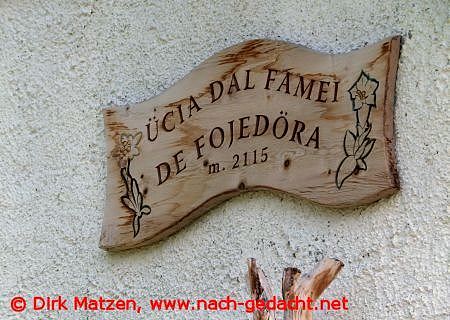 ÜCIA DAL FAMEI
DE FOJEDÖRA
m. 2115
© Dirk Matzen, www.nach-gedacht.net